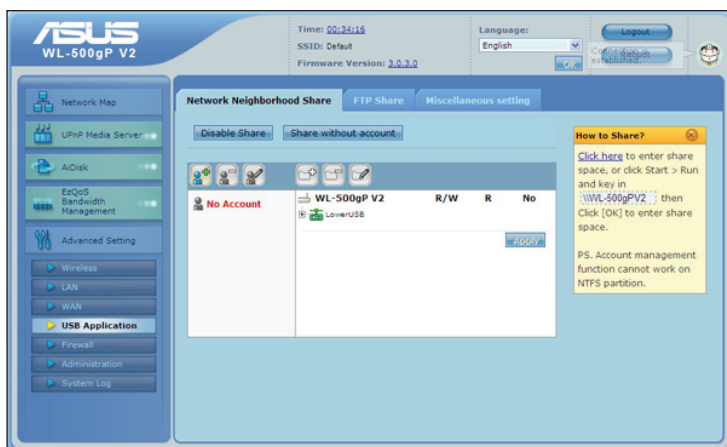 ASUS
WL-500gP V2
Time: 00:34:16
SSID: Default
Firmware Version: 3.0.3.0
Language:
English
OK
Logout
Reboot
Connection is
established.
Network Map
UPnP Media Server
AiDisk
EzQoS
Bandwidth
Management
Advanced Setting
Wireless
LAN
WAN
USB Application
Firewall
Administration
System Log
Network Neighborhood Share
FTP Share
Miscellaneous setting
Disable Share
Share without account
No Account
WL-500gP V2 R/W R No
LowerUSB
Apply
How to Share?
Click here to enter share
space, or click Start > Run
and key in
\\WL-500gPV2 then
Click [OK] to enter share
space.
PS. Account management
function cannot work on
NTFS partition.